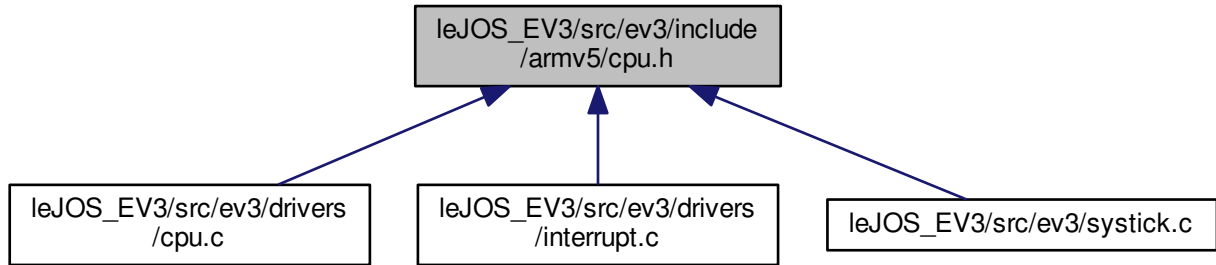 leJOS_EV3/src/ev3/include
/armv5/cpu.h
leJOS_EV3/src/ev3/drivers
/cpu.c
leJOS_EV3/src/ev3/drivers
/interrupt.c
leJOS_EV3/src/ev3/systick.c